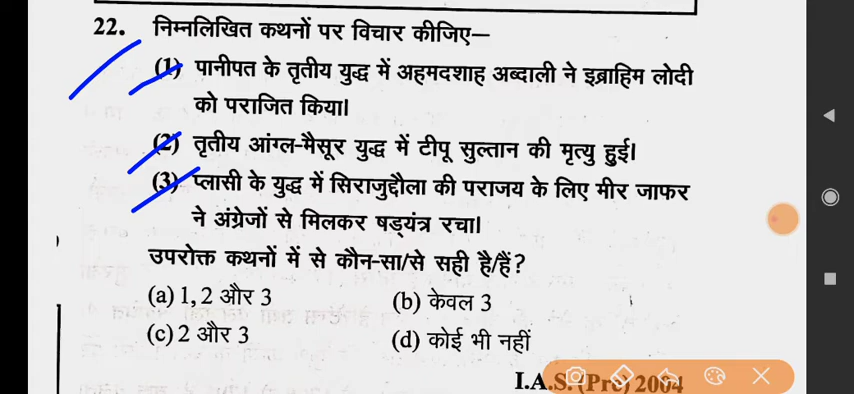 22. निम्नलिखित कथनों पर विचार कीजिए—
(1) पानीपत के तृतीय युद्ध में अहमदशाह अब्दाली ने इब्राहिम लोदी
को पराजित किया।
(2) तृतीय आंग्ल-मैसूर युद्ध में टीपू सुल्तान की मृत्यु हुई।
(3) प्लासी के युद्ध में सिराजुद्दौला की पराजय के लिए मीर जाफर
ने अंग्रेजों से मिलकर षड्यंत्र रचा।
उपरोक्त कथनों में से कौन-सा/से सही है/हैं?
(a) 1, 2 और 3 (b) केवल 3
(c) 2 और 3 (d) कोई भी नहीं
I.A.S. (Pre) 2004